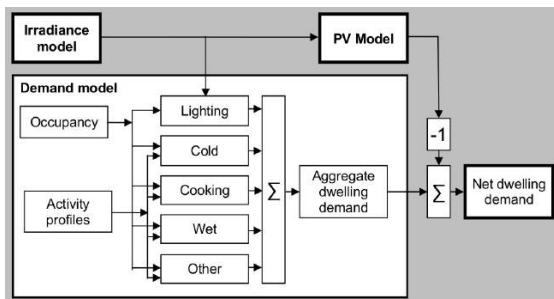 Irradiance
model
PV Model
Demand model
Occupancy
Activity
profiles
Lighting
Cold
Cooking
Wet
Other
Σ
Aggregate
dwelling
demand
-1
Σ
Net dwelling
demand